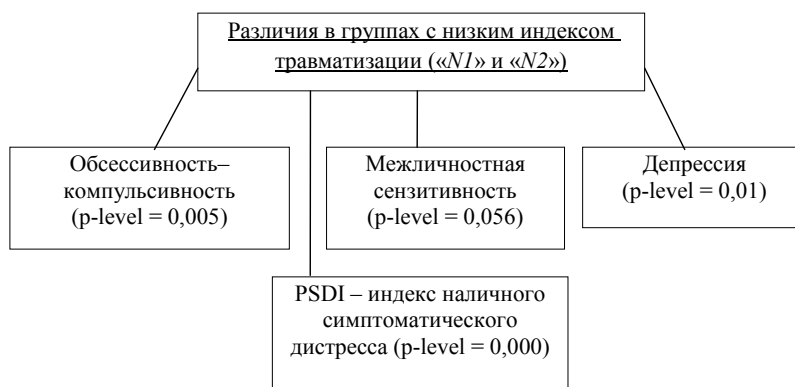 Различия в группах с низким индексом
травматизации («N1» и «N2»)
Обсессивность–
компульсивность
(p-level = 0,005)
Межличностная
сензитивность
(p-level = 0,056)
Депрессия
(p-level = 0,01)
PSDI – индекс наличного
симптоматического
дистресса (p-level = 0,000)